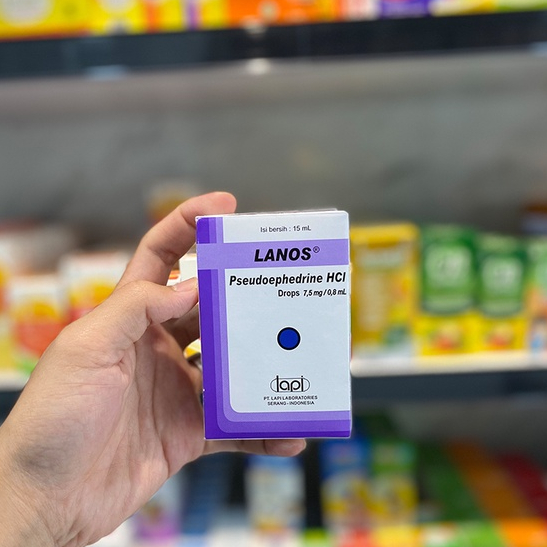 Isi bersih : 15 mL
LANOS®
Pseudoephedrine HCl
Drops 7,5 mg / 0,8 mL
lapi
PT. LAPI LABORATORIES
SERANG - INDONESIA